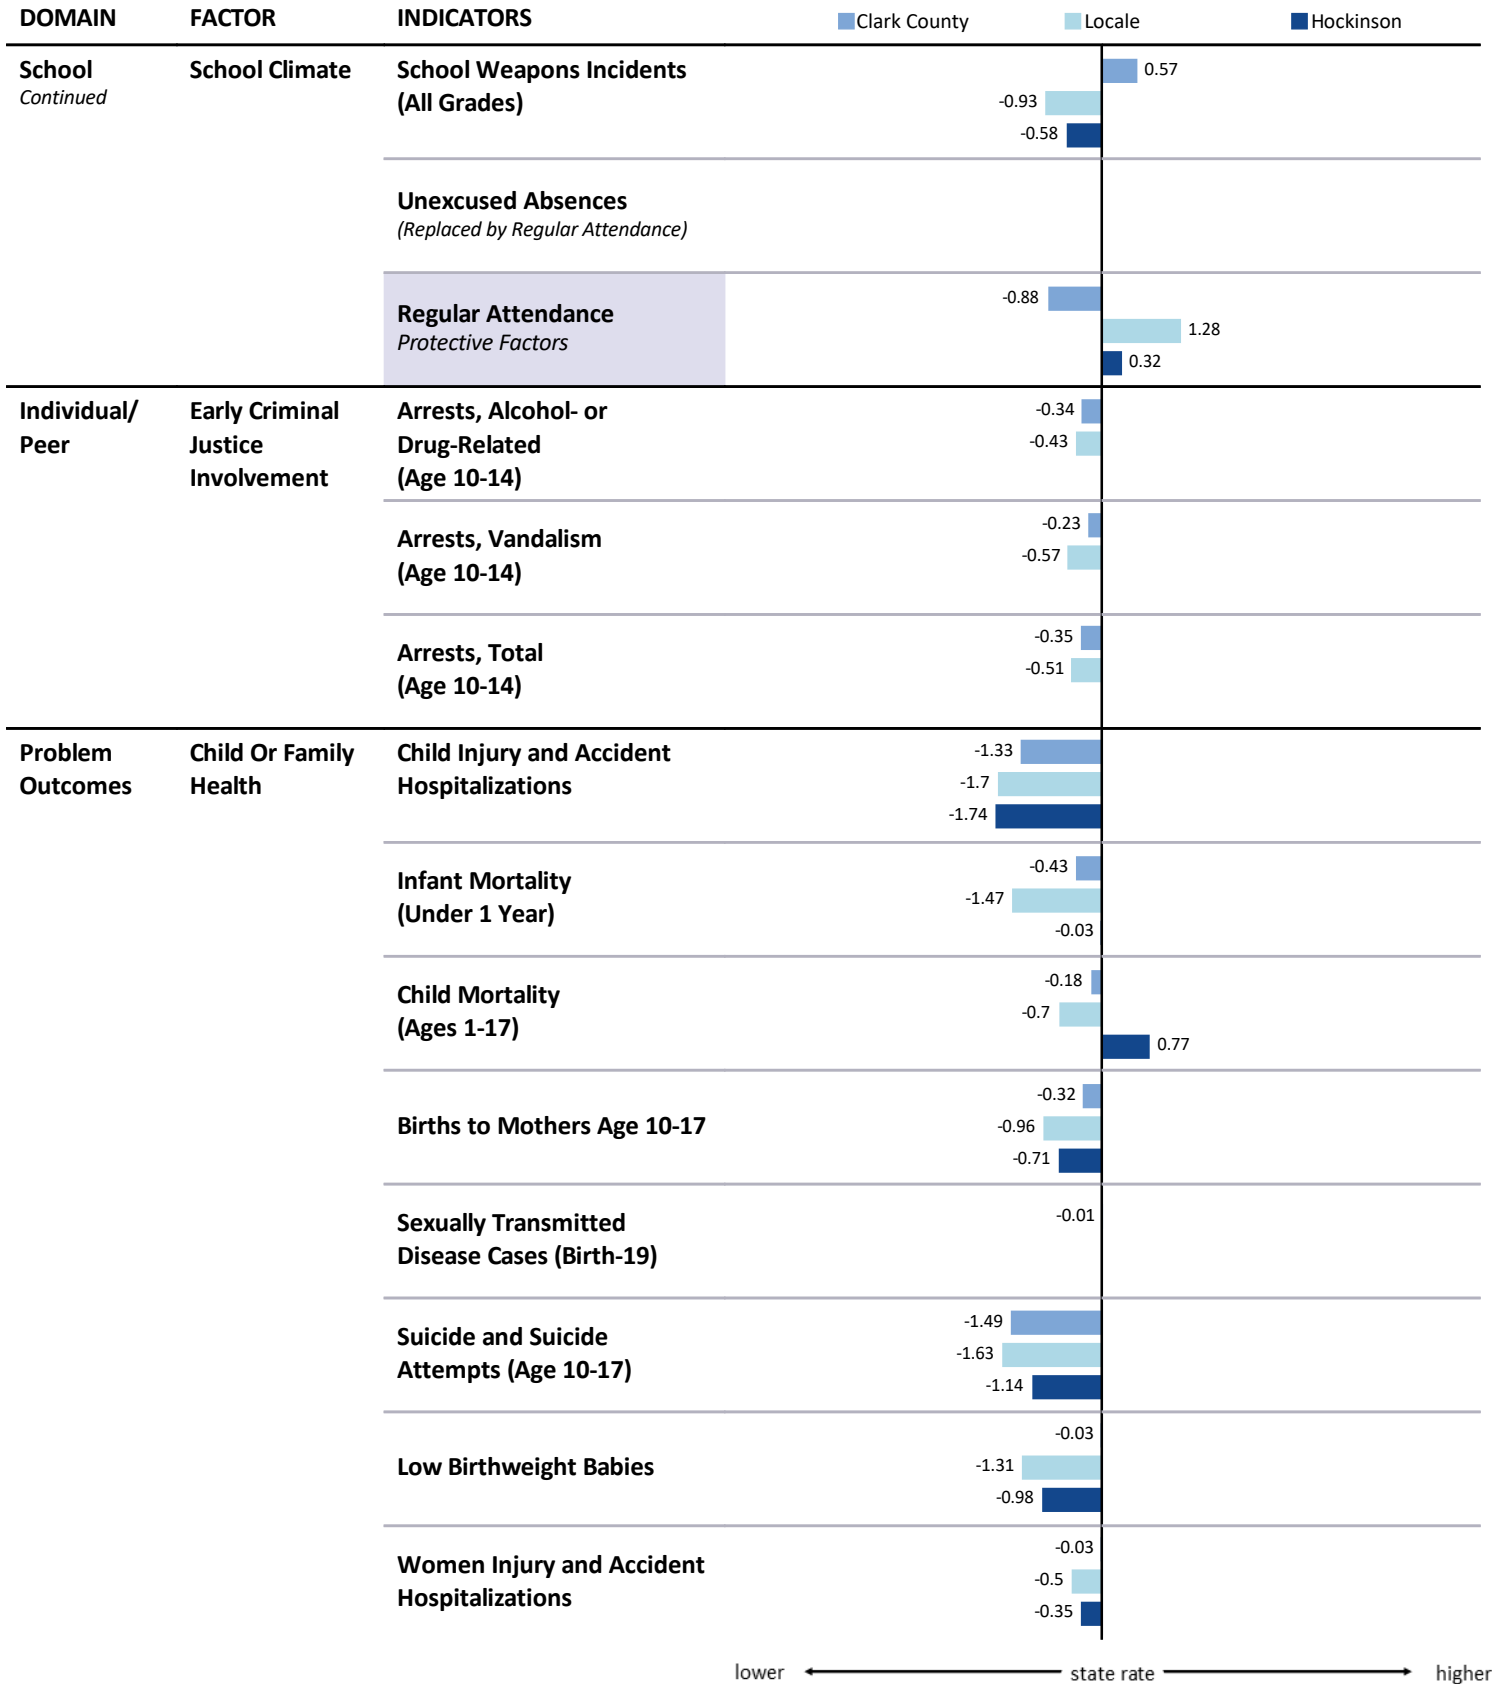 DOMAIN FACTOR INDICATORS Clark County Locale Hockinson
School School Climate School Weapons Incidents 0.57
Continued (All Grades) -0.93
-0.58
Unexcused Absences
(Replaced by Regular Attendance)
-0.88
Regular Attendance 1.28
Protective Factors 0.32
Individual/ Early Criminal Arrests, Alcohol- or -0.34
Peer Justice Drug-Related -0.43
Involvement (Age 10-14)
-0.23
Arrests, Vandalism -0.57
(Age 10-14)
-0.35
Arrests, Total -0.51
(Age 10-14)
Problem Child Or Family Child Injury and Accident -1.33
Outcomes Health Hospitalizations -1.7
-1.74
-0.43
Infant Mortality -1.47
(Under 1 Year) -0.03
-0.18
Child Mortality -0.7
(Ages 1-17) 0.77
-0.32
Births to Mothers Age 10-17 -0.96
-0.71
Sexually Transmitted -0.01
Disease Cases (Birth-19)
-1.49
Suicide and Suicide -1.63
Attempts (Age 10-17) -1.14
-0.03
Low Birthweight Babies -1.31
-0.98
-0.03
Women Injury and Accident -0.5
Hospitalizations -0.35
lower state rate higher